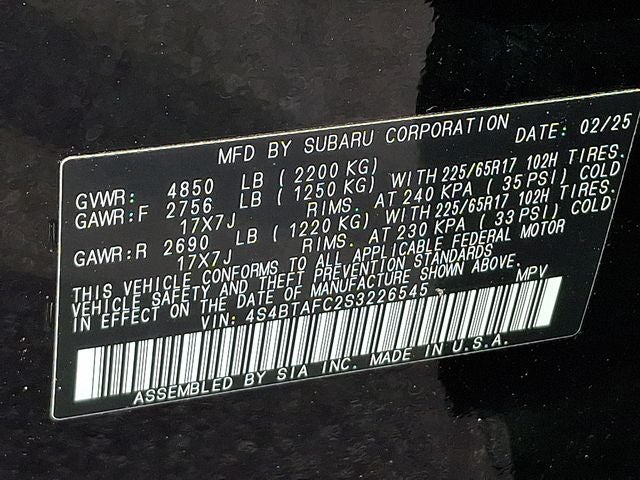 MFD BY SUBARU CORPORATION DATE: 02/25
GVWR: 4850 LB ( 2200 KG)
GAWR:F 2756 LB ( 1250 KG) WITH 225/65R17 102H TIRES.
17X7J RIMS. AT 240 KPA ( 35 PSI) COLD
GAWR:R 2690 LB ( 1220 KG) WITH 225/65R17 102H TIRES.
17X7J RIMS. AT 230 KPA ( 33 PSI) COLD
THIS VEHICLE CONFORMS TO ALL APPLICABLE FEDERAL MOTOR
VEHICLE SAFETY AND THEFT PREVENTION STANDARDS
IN EFFECT ON THE DATE OF MANUFACTURE SHOWN ABOVE.
VIN: 4S4BTAFC2S3226545 MPV
ASSEMBLED BY SIA INC. MADE IN U.S.A.